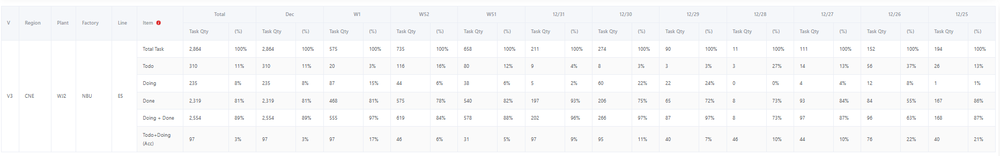 V Region Plant Factory Line Item Total Dec W1 W52 W51 12/31 12/30 12/29 12/28 12/27 12/26 12/25
Task Qty (%) Task Qty (%) Task Qty (%) Task Qty (%) Task Qty (%) Task Qty (%) Task Qty (%) Task Qty (%) Task Qty (%) Task Qty (%) Task Qty (%) Task Qty (%)
V3 CNE WJ2 NBU E5
Total Task 2,864 100% 2,864 100% 575 100% 735 100% 658 100% 211 100% 274 100% 90 100% 11 100% 111 100% 152 100% 194 100%
Todo 310 11% 310 11% 20 3% 116 16% 80 12% 9 4% 8 3% 3 3% 3 27% 14 13% 56 37% 26 13%
Doing 235 8% 235 8% 87 15% 44 6% 38 6% 5 2% 60 22% 22 24% 0 0% 4 4% 12 8% 1 1%
Done 2,319 81% 2,319 81% 468 81% 575 78% 540 82% 197 93% 206 75% 65 72% 8 73% 93 84% 84 55% 167 86%
Doing + Done 2,554 89% 2,554 89% 555 97% 619 84% 578 88% 202 96% 266 97% 87 97% 8 73% 97 87% 96 63% 168 87%
Todo+Doing
(Acc) 97 3% 97 3% 97 17% 46 6% 31 5% 97 9% 95 11% 40 7% 46 10% 44 10% 76 22% 40 21%